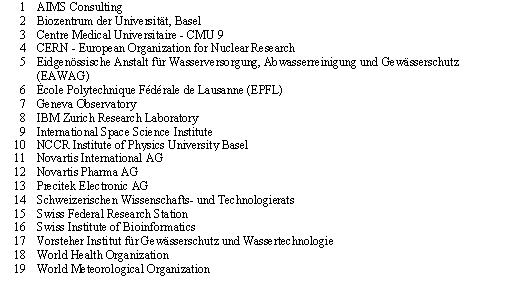 1 AIMS Consulting
2 Biozentrum der Universität, Basel
3 Centre Medical Universitaire - CMU 9
4 CERN - European Organization for Nuclear Research
5 Eidgenössische Anstalt für Wasserversorgung, Abwasserreinigung und Gewässerschutz
(EAWAG)
6 École Polytechnique Fédérale de Lausanne (EPFL)
7 Geneva Observatory
8 IBM Zurich Research Laboratory
9 International Space Science Institute
10 NCCR Institute of Physics University Basel
11 Novartis International AG
12 Novartis Pharma AG
13 Precitek Electronic AG
14 Schweizerischen Wissenschafts- und Technologierats
15 Swiss Federal Research Station
16 Swiss Institute of Bioinformatics
17 Vorsteher Institut für Gewässerschutz und Wassertechnologie
18 World Health Organization
19 World Meteorological Organization